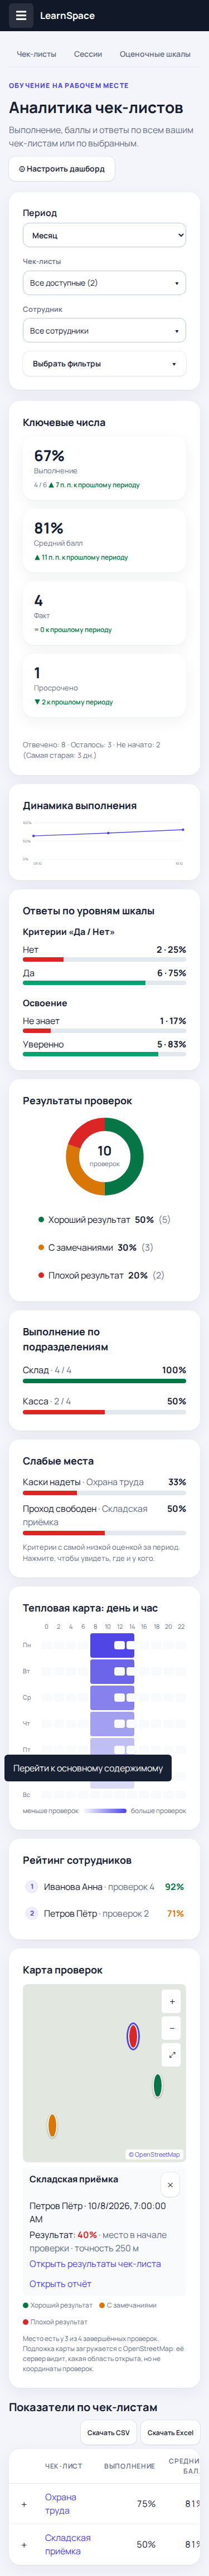 LearnSpace
Чек-листы Сессии Оценочные шкалы
ОБУЧЕНИЕ НА РАБОЧЕМ МЕСТЕ
Аналитика чек-листов
Выполнение, баллы и ответы по всем вашим
чек-листам или по выбранным.
Настроить дашборд
Период
Месяц
Чек-листы
Все доступные (2)
Сотрудник
Все сотрудники
Выбрать фильтры
Ключевые числа
67%
Выполнение
4 / 6 ▲ 7 п. п. к прошлому периоду
81%
Средний балл
▲ 11 п. п. к прошлому периоду
4
Факт
= 0 к прошлому периоду
1
Просрочено
▼ 2 к прошлому периоду
Отвечено: 8 · Осталось: 3 · Не начато: 2
(Самая старая: 3 дн.)
Динамика выполнения
Ответы по уровням шкалы
Критерии «Да / Нет»
Нет 2 · 25%
Да 6 · 75%
Освоение
Не знает 1 · 17%
Уверенно 5 · 83%
Результаты проверок
10
проверок
Хороший результат 50% (5)
С замечаниями 30% (3)
Плохой результат 20% (2)
Выполнение по
подразделениям
Склад · 4 / 4 100%
Касса · 2 / 4 50%
Слабые места
Каски надеты · Охрана труда 33%
Проход свободен · Складская 50%
приёмка
Критерии с самой низкой оценкой за период.
Нажмите, чтобы увидеть, где и у кого.
Тепловая карта: день и час
0 2 4 6 8 10 12 14 16 18 20 22
Пн
Вт
Ср
Чт
Пт
Перейти к основному содержимому
Вс
меньше проверок больше проверок
Рейтинг сотрудников
1 Иванова Анна · проверок 4 92%
2 Петров Пётр · проверок 2 71%
Карта проверок
+
−
© OpenStreetMap
Складская приёмка ×
Петров Пётр · 10/8/2026, 7:00:00
AM
Результат: 40% · место в начале
проверки · точность 250 м
Открыть результаты чек-листа
Открыть отчёт
Хороший результат С замечаниями
Плохой результат
Место есть у 3 из 4 завершённых проверок.
Подложка карты загружается с OpenStreetMap: её
сервер видит, какая область открыта, но не
координаты проверок.
Показатели по чек-листам
Скачать CSV Скачать Excel
ЧЕК-ЛИСТ ВЫПОЛНЕНИЕ
+ Охрана труда 75%
+ Складская приёмка 50%